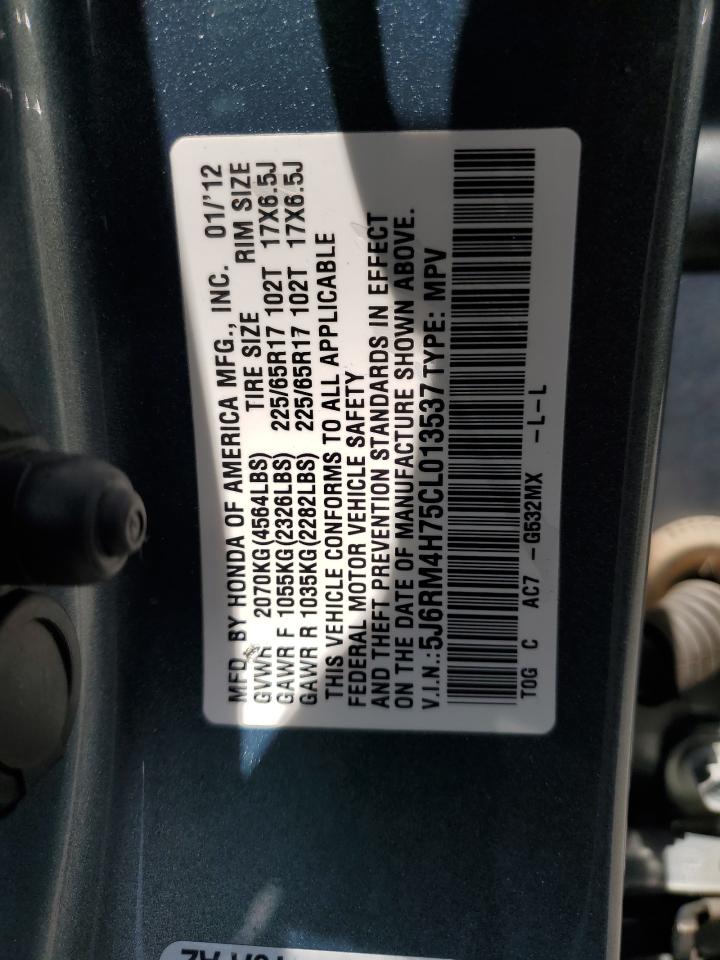 MFD. BY HONDA OF AMERICA MFG., INC. 01/'12
GVWR 2070KG(4564LBS) TIRE SIZE RIM SIZE
GAWR F 1055KG(2326LBS) 225/65R17 102T 17X6.5J
GAWR R 1035KG(2282LBS) 225/65R17 102T 17X6.5J
THIS VEHICLE CONFORMS TO ALL APPLICABLE
FEDERAL MOTOR VEHICLE SAFETY
AND THEFT PREVENTION STANDARDS IN EFFECT
ON THE DATE OF MANUFACTURE SHOWN ABOVE.
V.I.N.:5J6RM4H75CL013537 TYPE: MPV
TOG C AC7 -G532MX -L-L